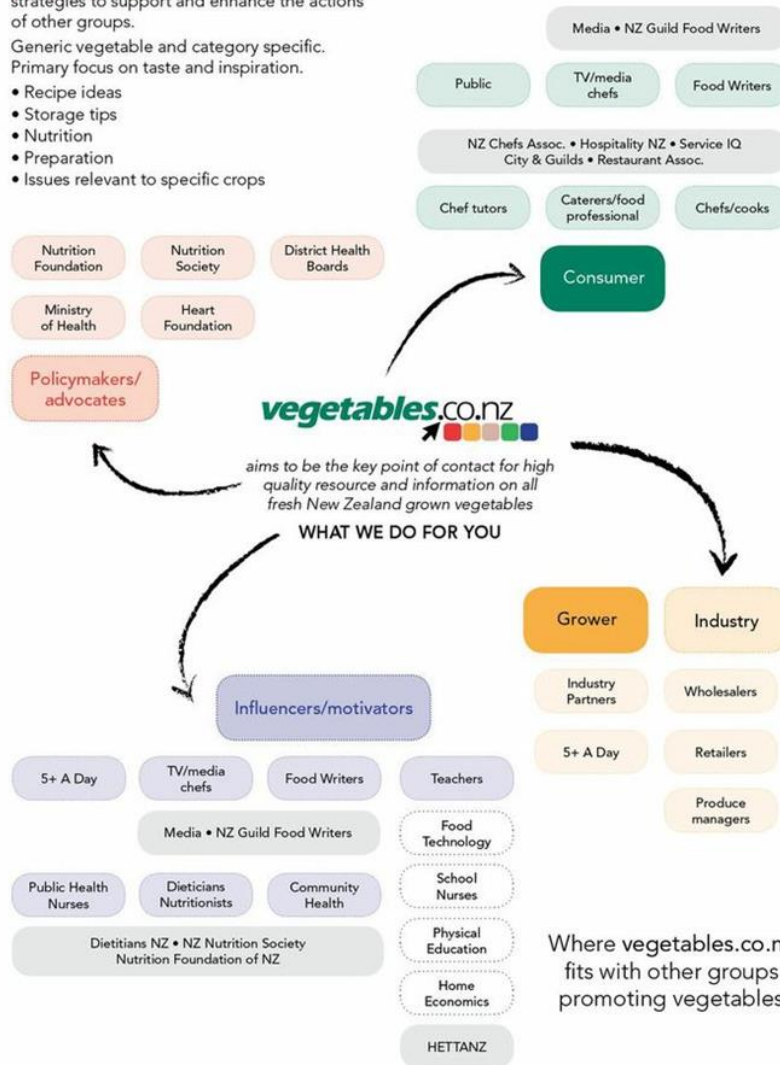 strategies to support and enhance the actions
of other groups.
Generic vegetable and category specific.
Primary focus on taste and inspiration.
• Recipe ideas
• Storage tips
• Nutrition
• Preparation
• Issues relevant to specific crops
Media • NZ Guild Food Writers
Public
TV/media
chefs
Food Writers
NZ Chefs Assoc. • Hospitality NZ • Service IQ
City & Guilds • Restaurant Assoc.
Chef tutors
Caterers/food
professional
Chefs/cooks
Consumer
Nutrition
Foundation
Nutrition
Society
District Health
Boards
Ministry
of Health
Heart
Foundation
Policymakers/
advocates
vegetables.co.nz
aims to be the key point of contact for high
quality resource and information on all
fresh New Zealand grown vegetables
WHAT WE DO FOR YOU
Grower
Industry
Industry
Partners
Wholesalers
5+ A Day
Retailers
Produce
managers
Influencers/motivators
5+ A Day
TV/media
chefs
Food Writers
Teachers
Media • NZ Guild Food Writers
Food
Technology
Public Health
Nurses
Dieticians
Nutritionists
Community
Health
School
Nurses
Dietitians NZ • NZ Nutrition Society
Nutrition Foundation of NZ
Physical
Education
Home
Economics
HETTANZ
Where vegetables.co.n
fits with other groups
promoting vegetables